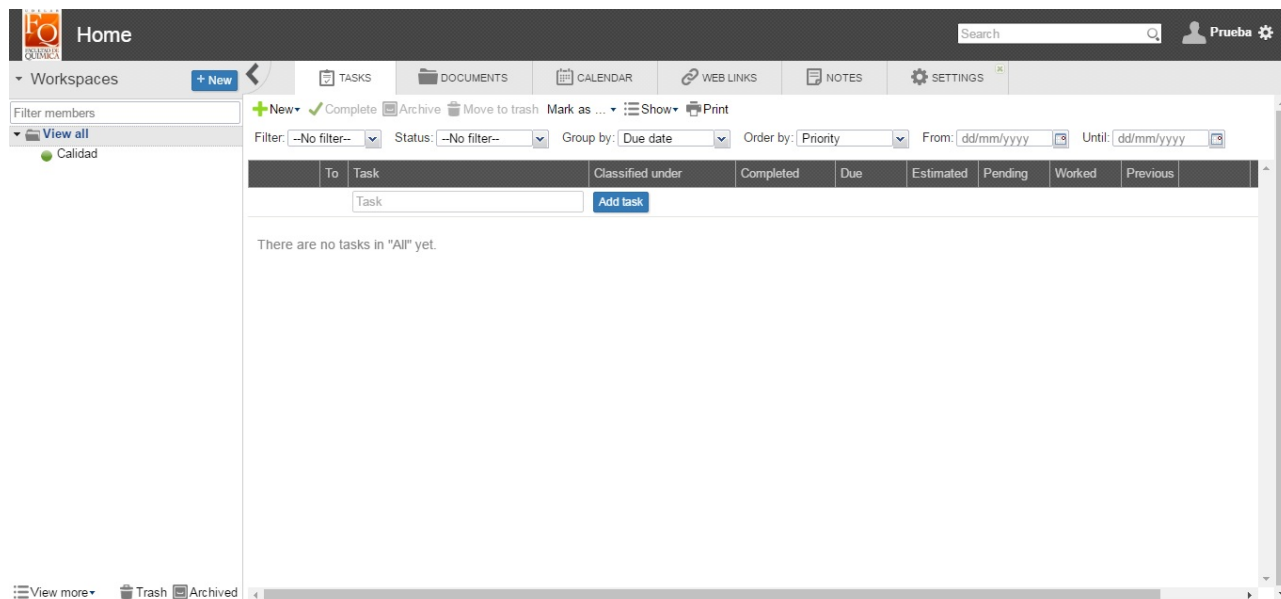 FQ
FACULTAD DE
QUÍMICA
Home
Search
Prueba
Workspaces
+ New
TASKS
DOCUMENTS
CALENDAR
WEB LINKS
NOTES
SETTINGS
Filter members
New Complete Archive Move to trash Mark as ... Show Print
View all
Filter: --No filter-- Status: --No filter-- Group by: Due date Order by: Priority From: dd/mm/yyyy Until: dd/mm/yyyy
Calidad
To Task Classified under Completed Due Estimated Pending Worked Previous
Task Add task
There are no tasks in "All" yet.
View more Trash Archived